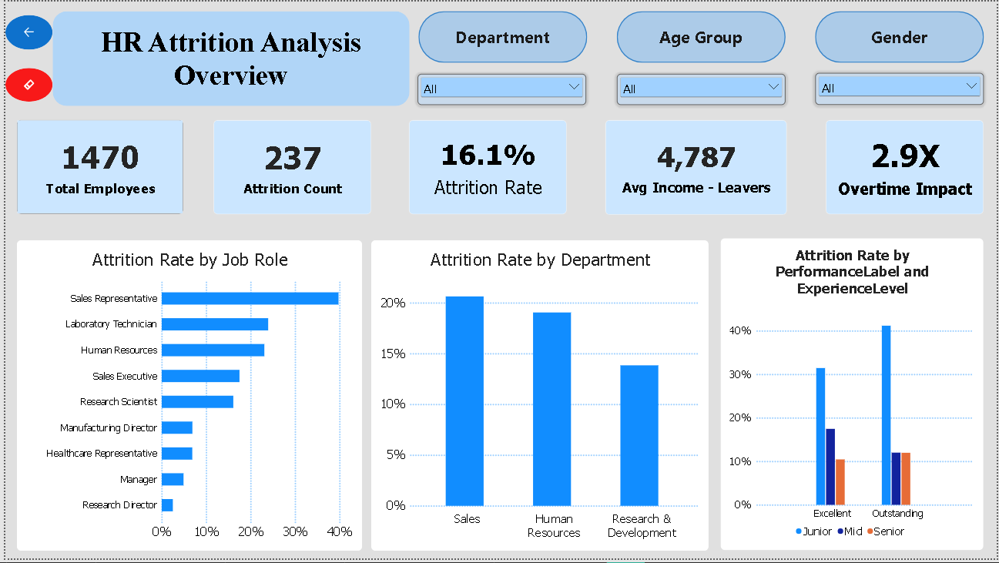 HR Attrition Analysis
Overview
Department
Age Group
Gender
All
All
All
1470
Total Employees
237
Attrition Count
16.1%
Attrition Rate
4,787
Avg Income - Leavers
2.9X
Overtime Impact
Attrition Rate by Job Role
Sales Representative
Laboratory Technician
Human Resources
Sales Executive
Research Scientist
Manufacturing Director
Healthcare Representative
Manager
Research Director
0% 10% 20% 30% 40%
Attrition Rate by Department
20%
15%
10%
5%
0%
Sales
Human
Resources
Research &
Development
Attrition Rate by
PerformanceLabel and
ExperienceLevel
40%
30%
20%
10%
0%
Excellent Outstanding
Junior Mid Senior